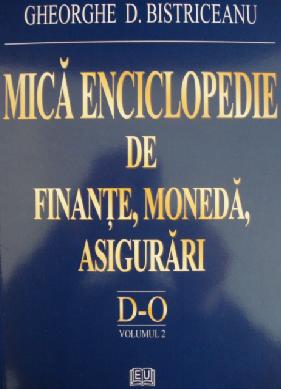 GHEORGHE D. BISTRICEANU
MICĂ ENCICLOPEDIE
DE
FINANȚE, MONEDĂ,
ASIGURĂRI
D-O
VOLUMUL 2
EU